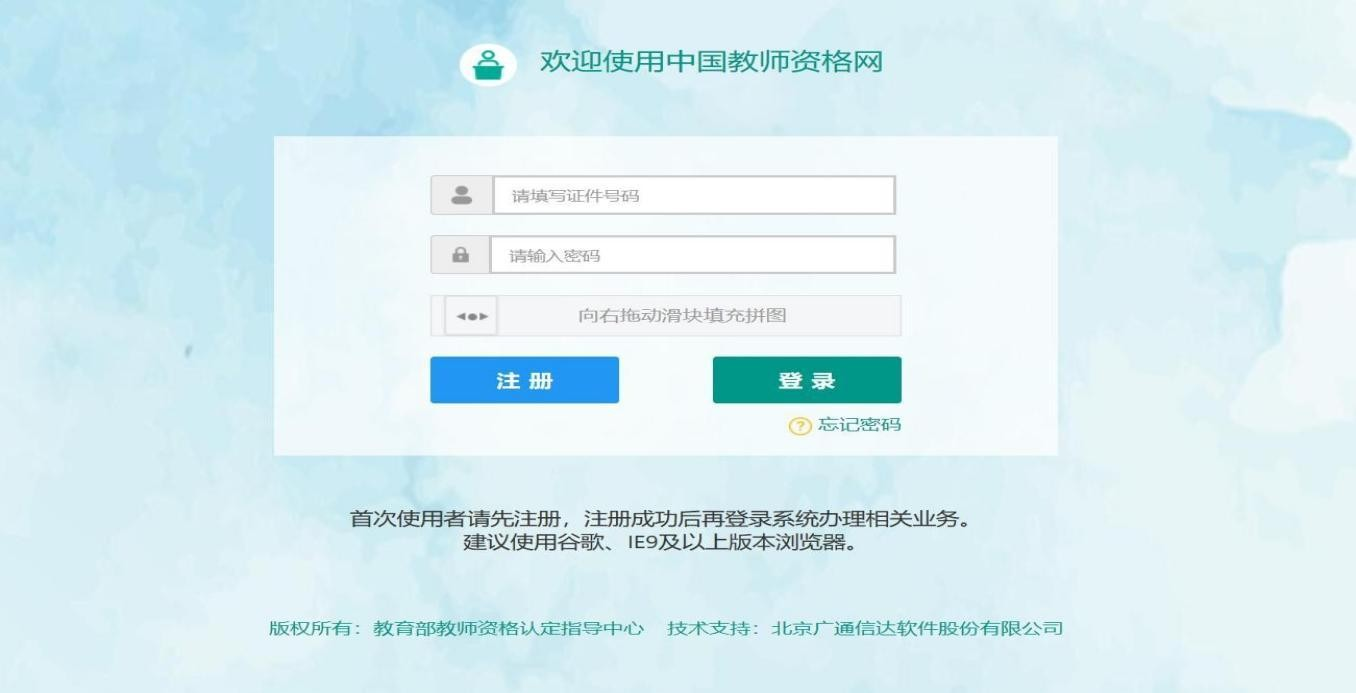 欢迎使用中国教师资格网
请填写证件号码
请输入密码
向右拖动滑块填充拼图
注 册
登 录
? 忘记密码
首次使用者请先注册，注册成功后再登录系统办理相关业务。
建议使用谷歌、IE9及以上版本浏览器。
版权所有：教育部教师资格认定指导中心 技术支持：北京广通信达软件股份有限公司